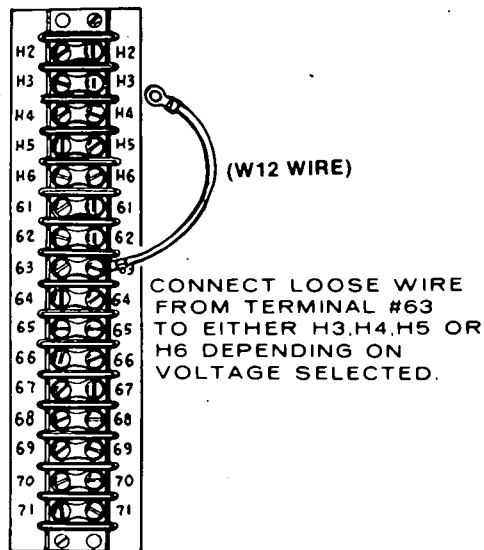 H2 H2
H3 H3
H4 H4
H5 H5
H6 H6
61 61
62 62
63 63
64 64
65 65
66 66
67 67
68 68
69 69
70 70
71 71
(W12 WIRE)
CONNECT LOOSE WIRE
FROM TERMINAL #63
TO EITHER H3,H4,H5 OR
H6 DEPENDING ON
VOLTAGE SELECTED.